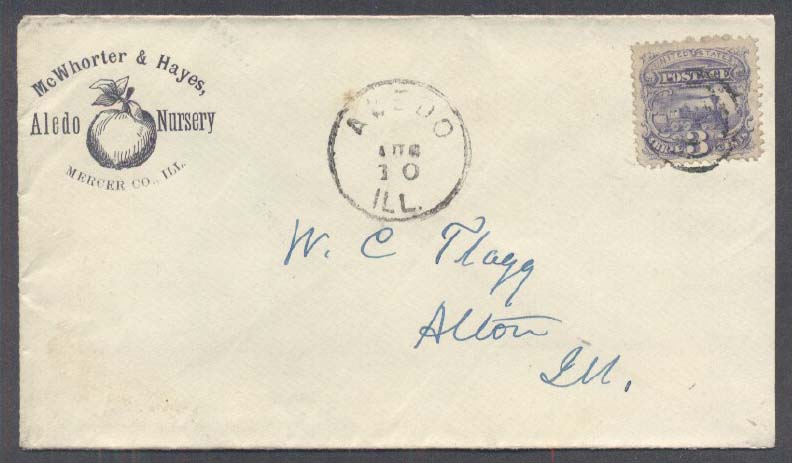 McWhorter & Hayes,
Aledo Nursery
MERCER CO., ILL.
ALEDO
AUG
10
ILL.
UNITED STATES
POSTAGE
3
W. C Flagg
Alton
Ill.